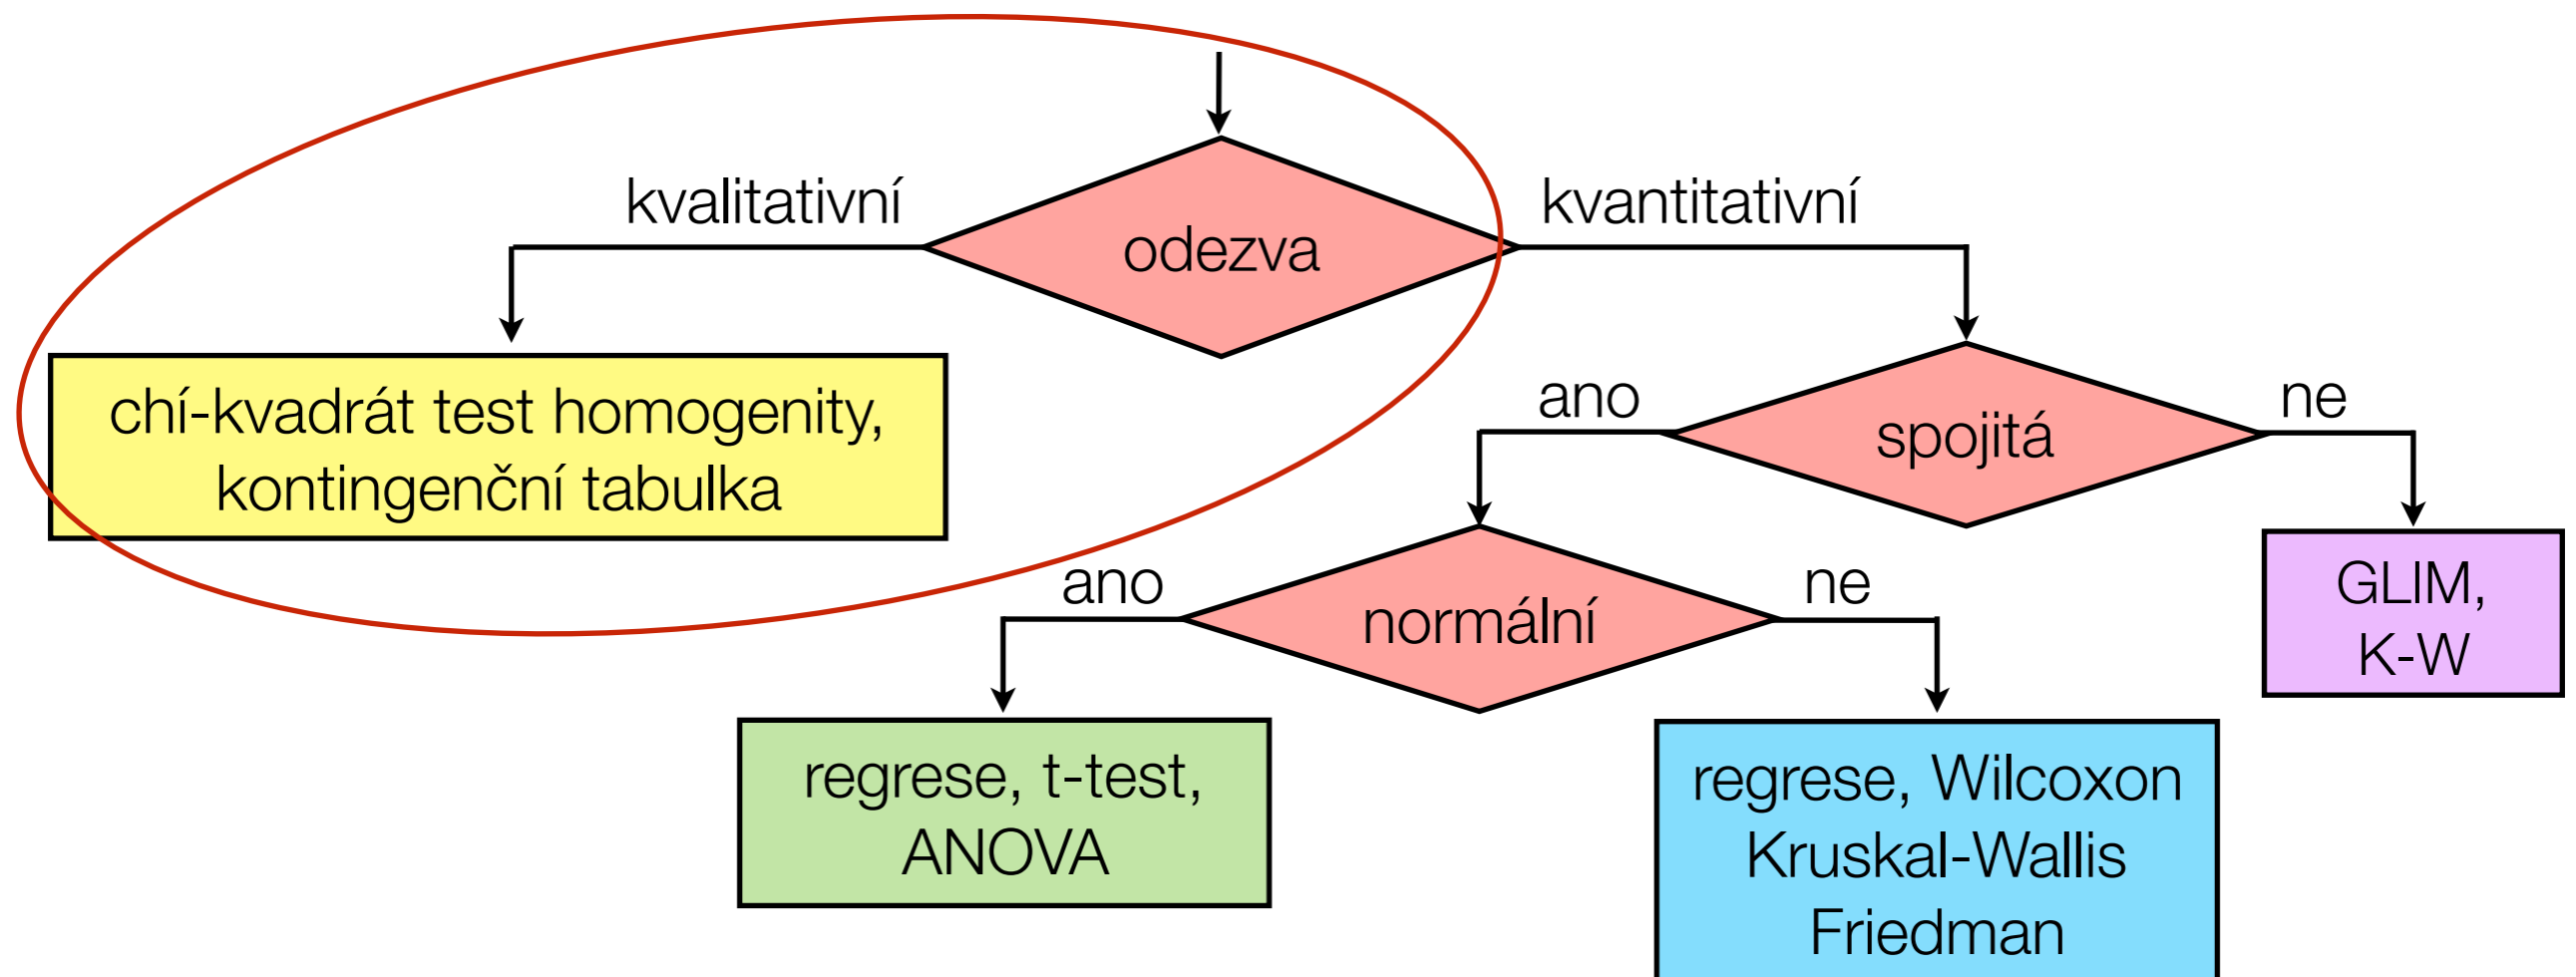 kvalitativní
kvantitativní
odezva
chí-kvadrát test homogenity,
kontingenční tabulka
ano
spojitá
ne
ano
normální
ne
GLIM,
K-W
regrese, t-test,
ANOVA
regrese, Wilcoxon
Kruskal-Wallis
Friedman